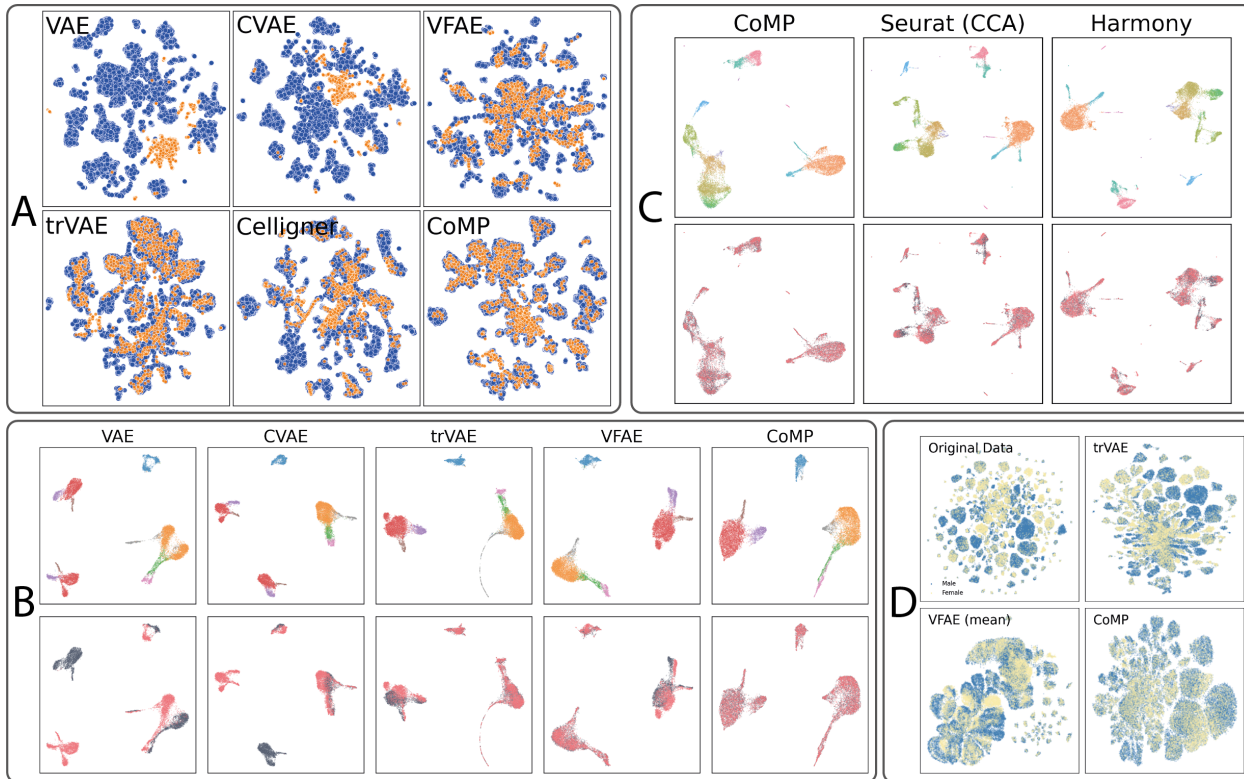 A
VAE
CVAE
VFAE
trVAE
Celligner
CoMP
C
CoMP
Seurat (CCA)
Harmony
B
VAE
CVAE
trVAE
VFAE
CoMP
D
Original Data
Male
Female
trVAE
VFAE (mean)
CoMP